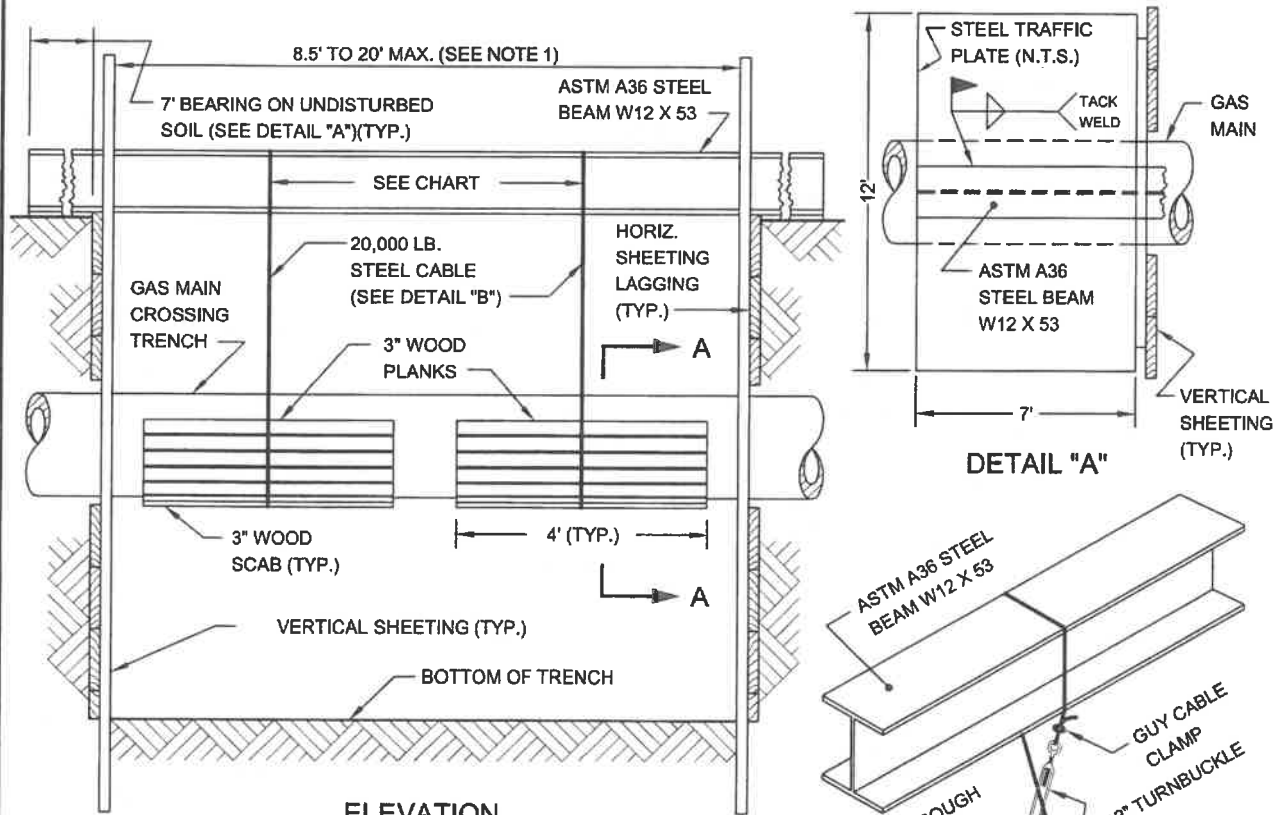 8.5' TO 20' MAX. (SEE NOTE 1)
7' BEARING ON UNDISTURBED
SOIL (SEE DETAIL "A")(TYP.)
ASTM A36 STEEL
BEAM W12 X 53
SEE CHART
20,000 LB.
STEEL CABLE
(SEE DETAIL "B")
HORIZ.
SHEETING
LAGGING
(TYP.)
GAS MAIN
CROSSING
TRENCH
3" WOOD
PLANKS
A
3" WOOD
SCAB (TYP.)
4' (TYP.)
A
VERTICAL SHEETING (TYP.)
BOTTOM OF TRENCH
ELEVATION
STEEL TRAFFIC
PLATE (N.T.S.)
TACK
WELD
GAS
MAIN
12'
ASTM A36
STEEL BEAM
W12 X 53
7'
VERTICAL
SHEETING
(TYP.)
DETAIL "A"
ASTM A36 STEEL
BEAM W12 X 53
GUY CABLE
CLAMP
TURNBUCKLE